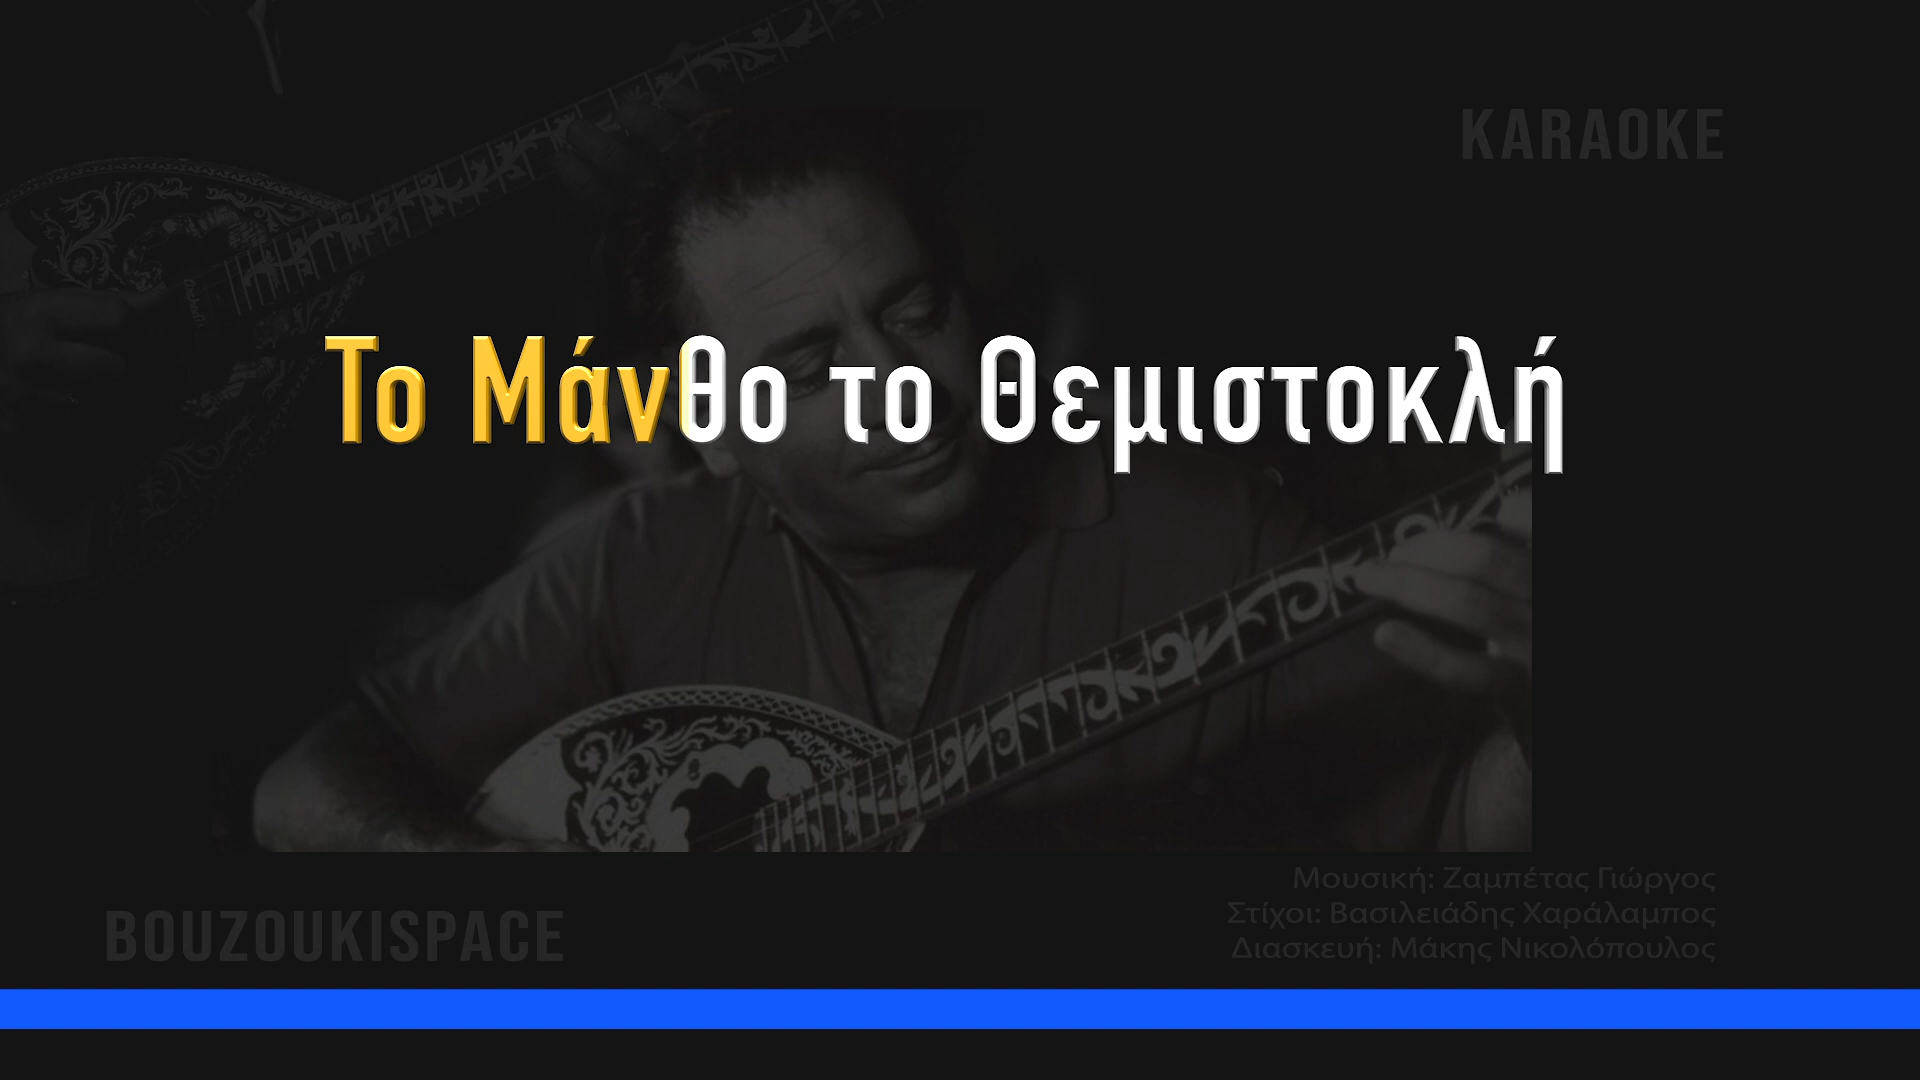 KARAOKE
Το Μάνθο το Θεμιστοκλή
Μουσική: Ζαμπέτας Γιώργος
Στίχοι: Βασιλειάδης Χαράλαμπος
Διασκευή: Μάκης Νικολόπουλος
BOUZOUKISPACE